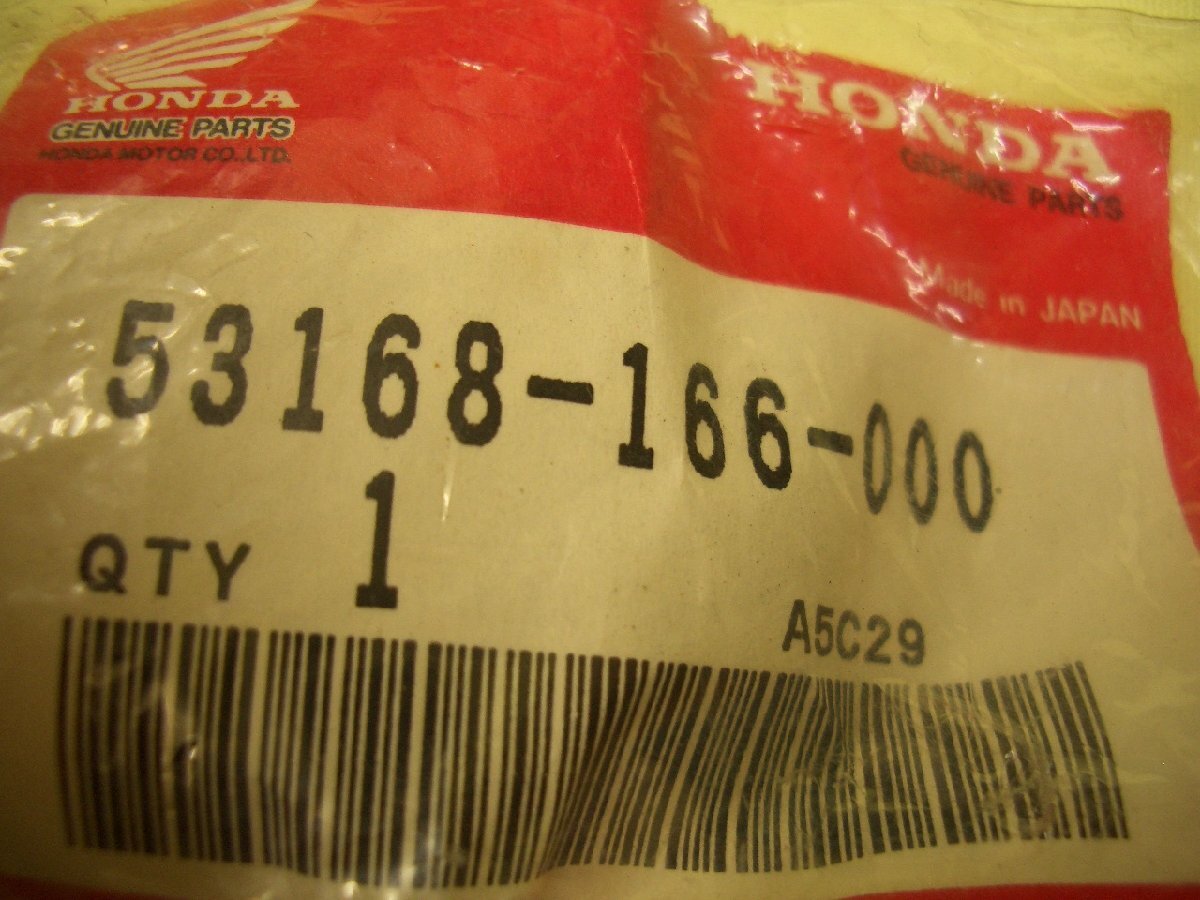 HONDA
GENUINE PARTS
HONDA MOTOR CO.,LTD.
HONDA
GENUINE PARTS
Made in JAPAN
53168-166-000
QTY 1
A5C29